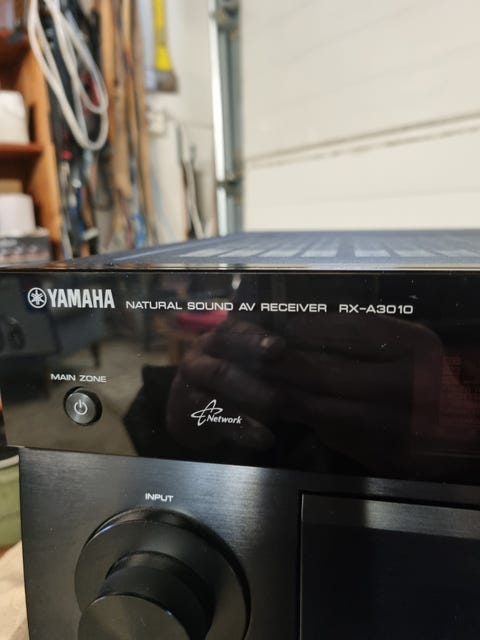 YAMAHA NATURAL SOUND AV RECEIVER RX-A3010
MAIN ZONE
Network
INPUT